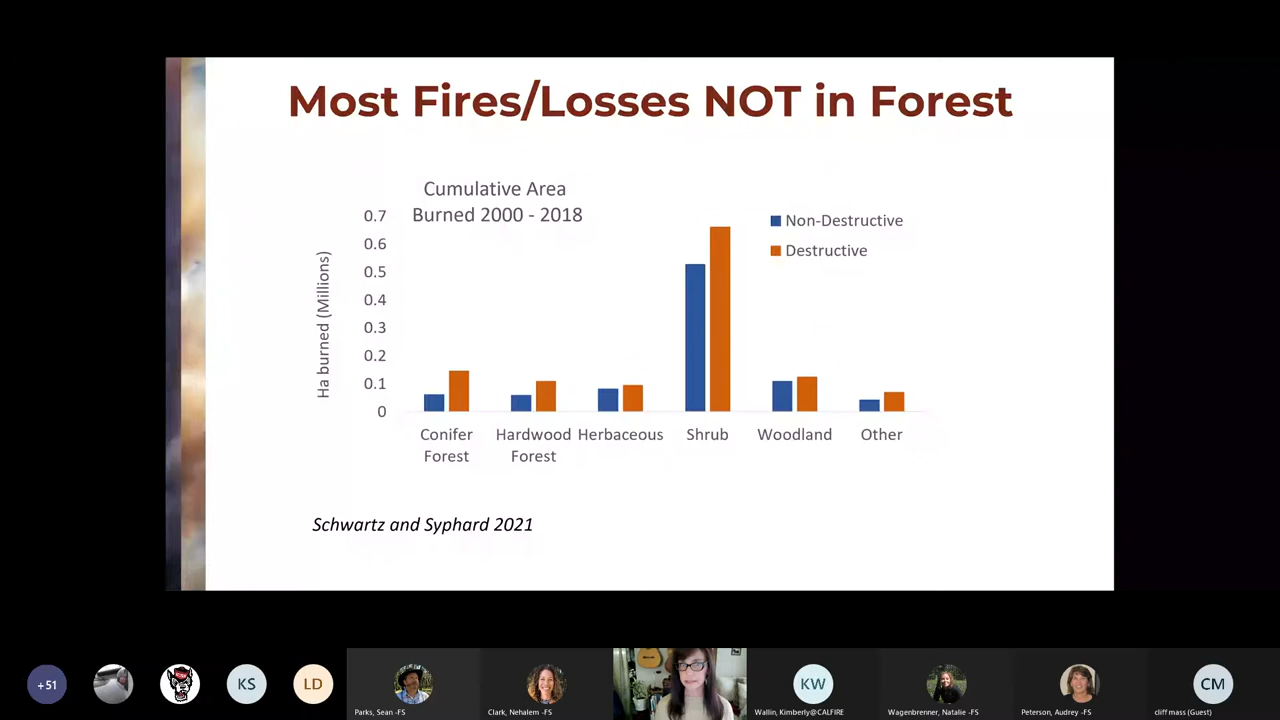 Most Fires/Losses NOT in Forest
Cumulative Area
Burned 2000 - 2018
Non-Destructive
Destructive
Ha burned (Millions)
0.7
0.6
0.5
0.4
0.3
0.2
0.1
0
Conifer
Forest
Hardwood
Forest
Herbaceous
Shrub
Woodland
Other
Schwartz and Syphard 2021
+51
KS
LD
KW
CM
Parks, Sean -FS
Clark, Nehalem -FS
Wallin, Kimberly@CALFIRE
Wagenbrenner, Natalie -FS
Peterson, Audrey -FS
cliff mass (Guest)